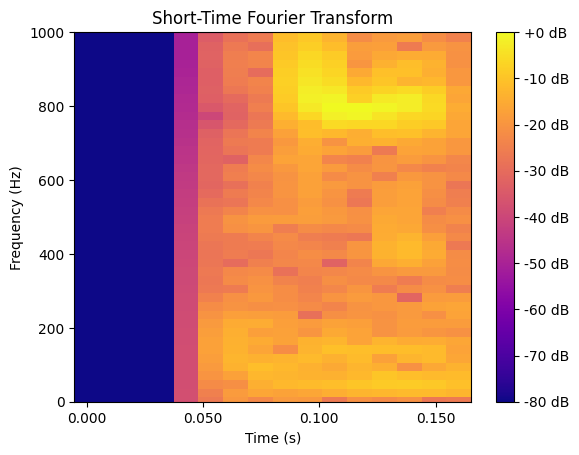 Short-Time Fourier Transform
Frequency (Hz)
1000
800
600
400
200
0
0.000
0.050
0.100
0.150
Time (s)
+0 dB
-10 dB
-20 dB
-30 dB
-40 dB
-50 dB
-60 dB
-70 dB
-80 dB